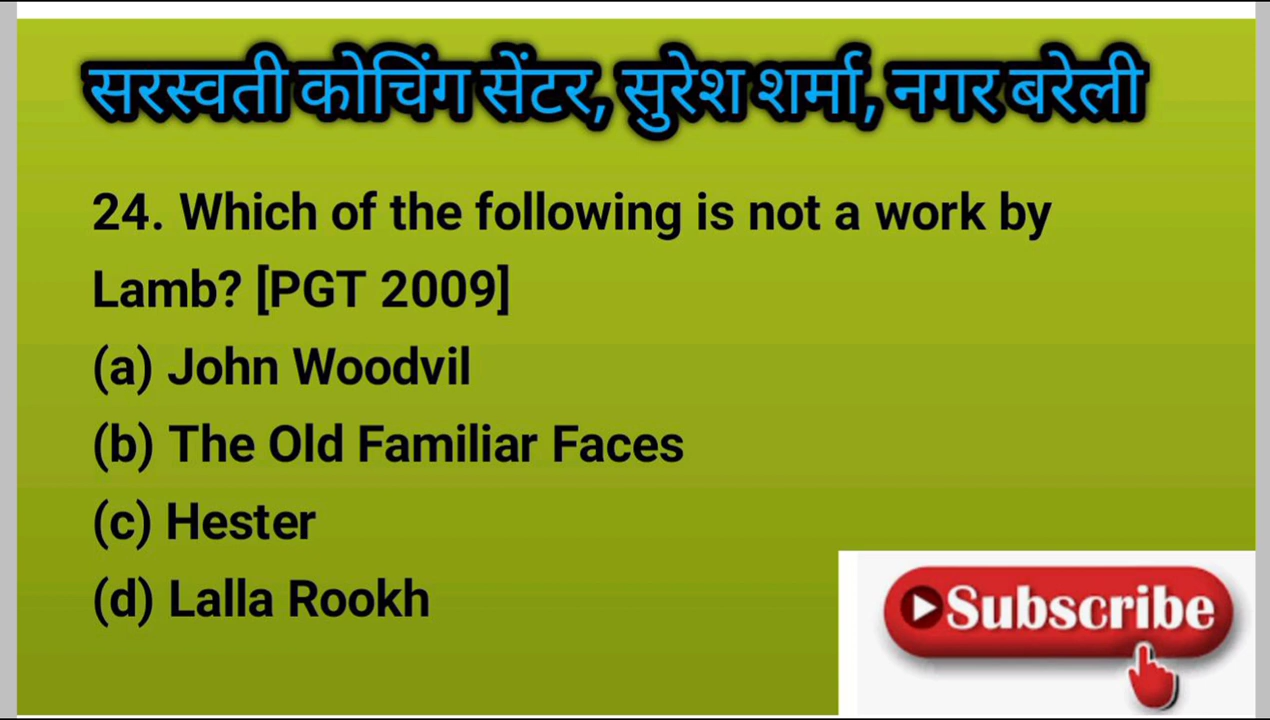 सरस्वती कोचिंग सेंटर, सुरेश शर्मा, नगर बरेली
24. Which of the following is not a work by
Lamb? [PGT 2009]
(a) John Woodvil
(b) The Old Familiar Faces
(c) Hester
(d) Lalla Rookh
Subscribe